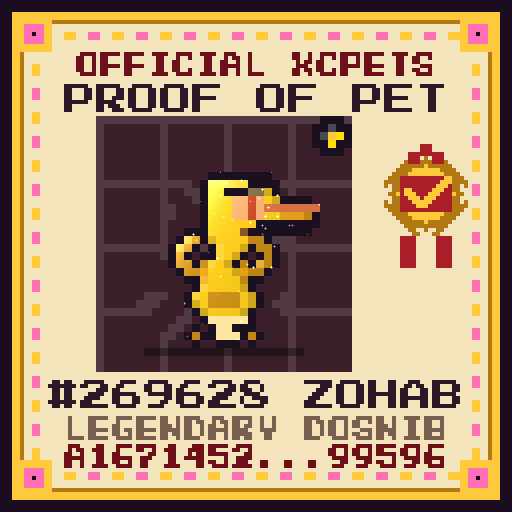 OFFICIAL XCPETS
PROOF OF PET
#269628 ZOHAB
LEGENDARY DOSNIB
A1671452...99596